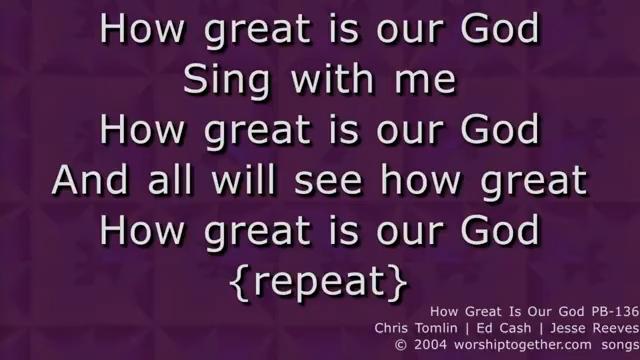 How great is our God
Sing with me
How great is our God
And all will see how great
How great is our God
{repeat}
How Great Is Our God PB-136
Chris Tomlin | Ed Cash | Jesse Reeves
© 2004 worshiptogether.com songs